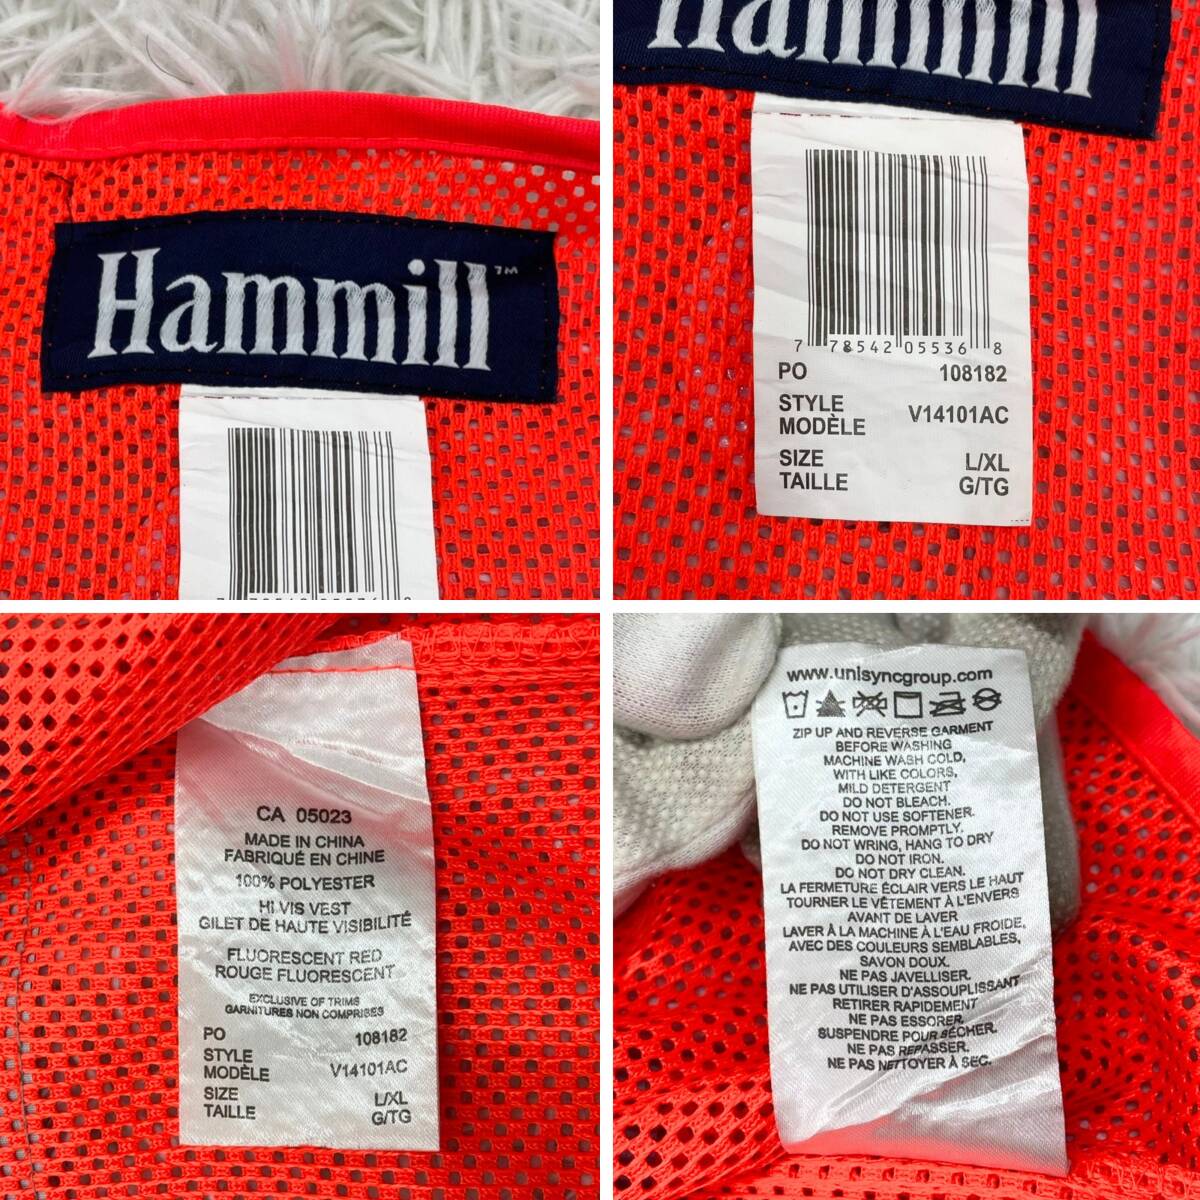 Hammill™
Hammill
7 78542 05536 8
PO 108182
STYLE
MODÈLE V14101AC
SIZE L/XL
TAILLE G/TG
CA 05023
MADE IN CHINA
FABRIQUÉ EN CHINE
100% POLYESTER
HI VIS VEST
GILET DE HAUTE VISIBILITÉ
FLUORESCENT RED
ROUGE FLUORESCENT
EXCLUSIVE OF TRIMS
GARNITURES NON COMPRISES
PO 108182
STYLE
MODÈLE V14101AC
SIZE L/XL
TAILLE G/TG
www.unisyncgroup.com
ZIP UP AND REVERSE GARMENT
BEFORE WASHING
MACHINE WASH COLD,
WITH LIKE COLORS,
MILD DETERGENT
DO NOT BLEACH.
DO NOT USE SOFTENER.
REMOVE PROMPTLY.
DO NOT WRING, HANG TO DRY
DO NOT IRON.
DO NOT DRY CLEAN.
LA FERMETURE ÉCLAIR VERS LE HAUT
TOURNER LE VÊTEMENT À L'ENVERS
AVANT DE LAVER
LAVER À LA MACHINE À L'EAU FROIDE,
AVEC DES COULEURS SEMBLABLES,
SAVON DOUX.
NE PAS JAVELLISER.
NE PAS UTILISER D'ASSOUPLISSANT
RETIRER RAPIDEMENT
NE PAS ESSORER
SUSPENDRE POUR SÉCHER.
NE PAS REPASSER.
NE PAS NETTOYER À SEC.